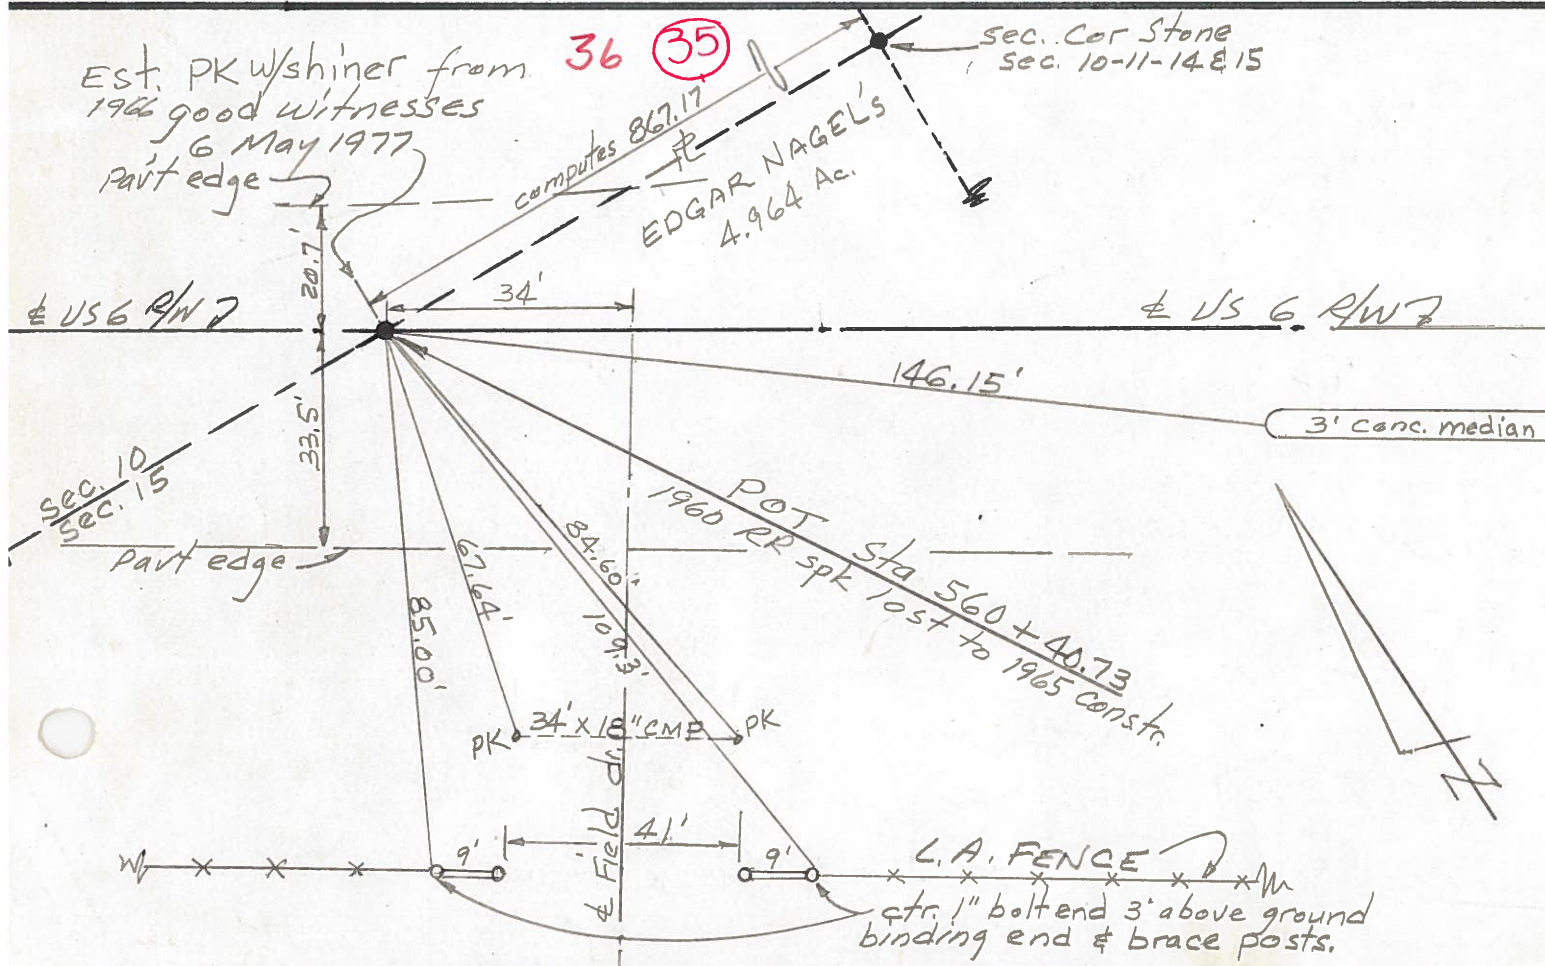 36 (35)
Est. PK w/shiner from
1966 good witnesses
6 May 1977
Pav't edge
sec. Cor Stone
sec. 10-11-14 & 15
computes 867.17
℄
EDGAR NAGEL'S
4.964 Ac.
20.7'
34'
℄ US 6 R/W
℄ US 6 R/W
146.15'
3' conc. median
33.5'
Sec. 10
Sec. 15
Pav't edge
POT Sta 560 + 40.73
1960 RR spk lost to 1965 constr.
67.64'
84.60'
109.3'
85.00'
PK 34' x 18" CMP PK
℄ Field dr
41'
9'
9'
L.A. FENCE
N
ctr. 1" bolt end 3' above ground
binding end & brace posts.